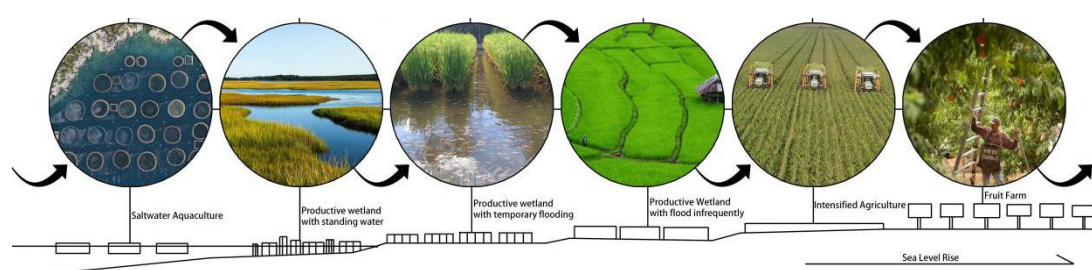 Saltwater Aquaculture
Productive wetland
with standing water
Productive wetland
with temporary flooding
Productive Wetland
with flood infrequently
Intensified Agriculture
Fruit Farm
Sea Level Rise